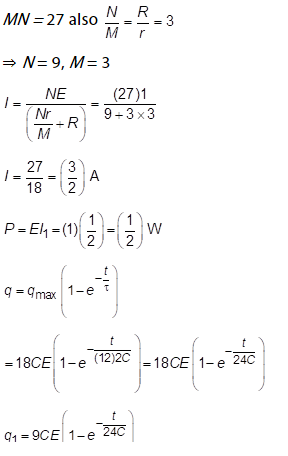 MN = 27 also N/M = R/r = 3
⇒ N = 9, M = 3
I = NE/(Nr/M + R) = (27)1/(9 + 3 × 3)
I = 27/18 = (3/2) A
P = EI₁ = (1)(1/2) = (1/2) W
q = q_max (1 − e^(−t/τ))
= 18CE (1 − e^(−t/((12)2C))) = 18CE (1 − e^(−t/(24C)))
q₁ = 9CE (1 − e^(−t/(24C)))